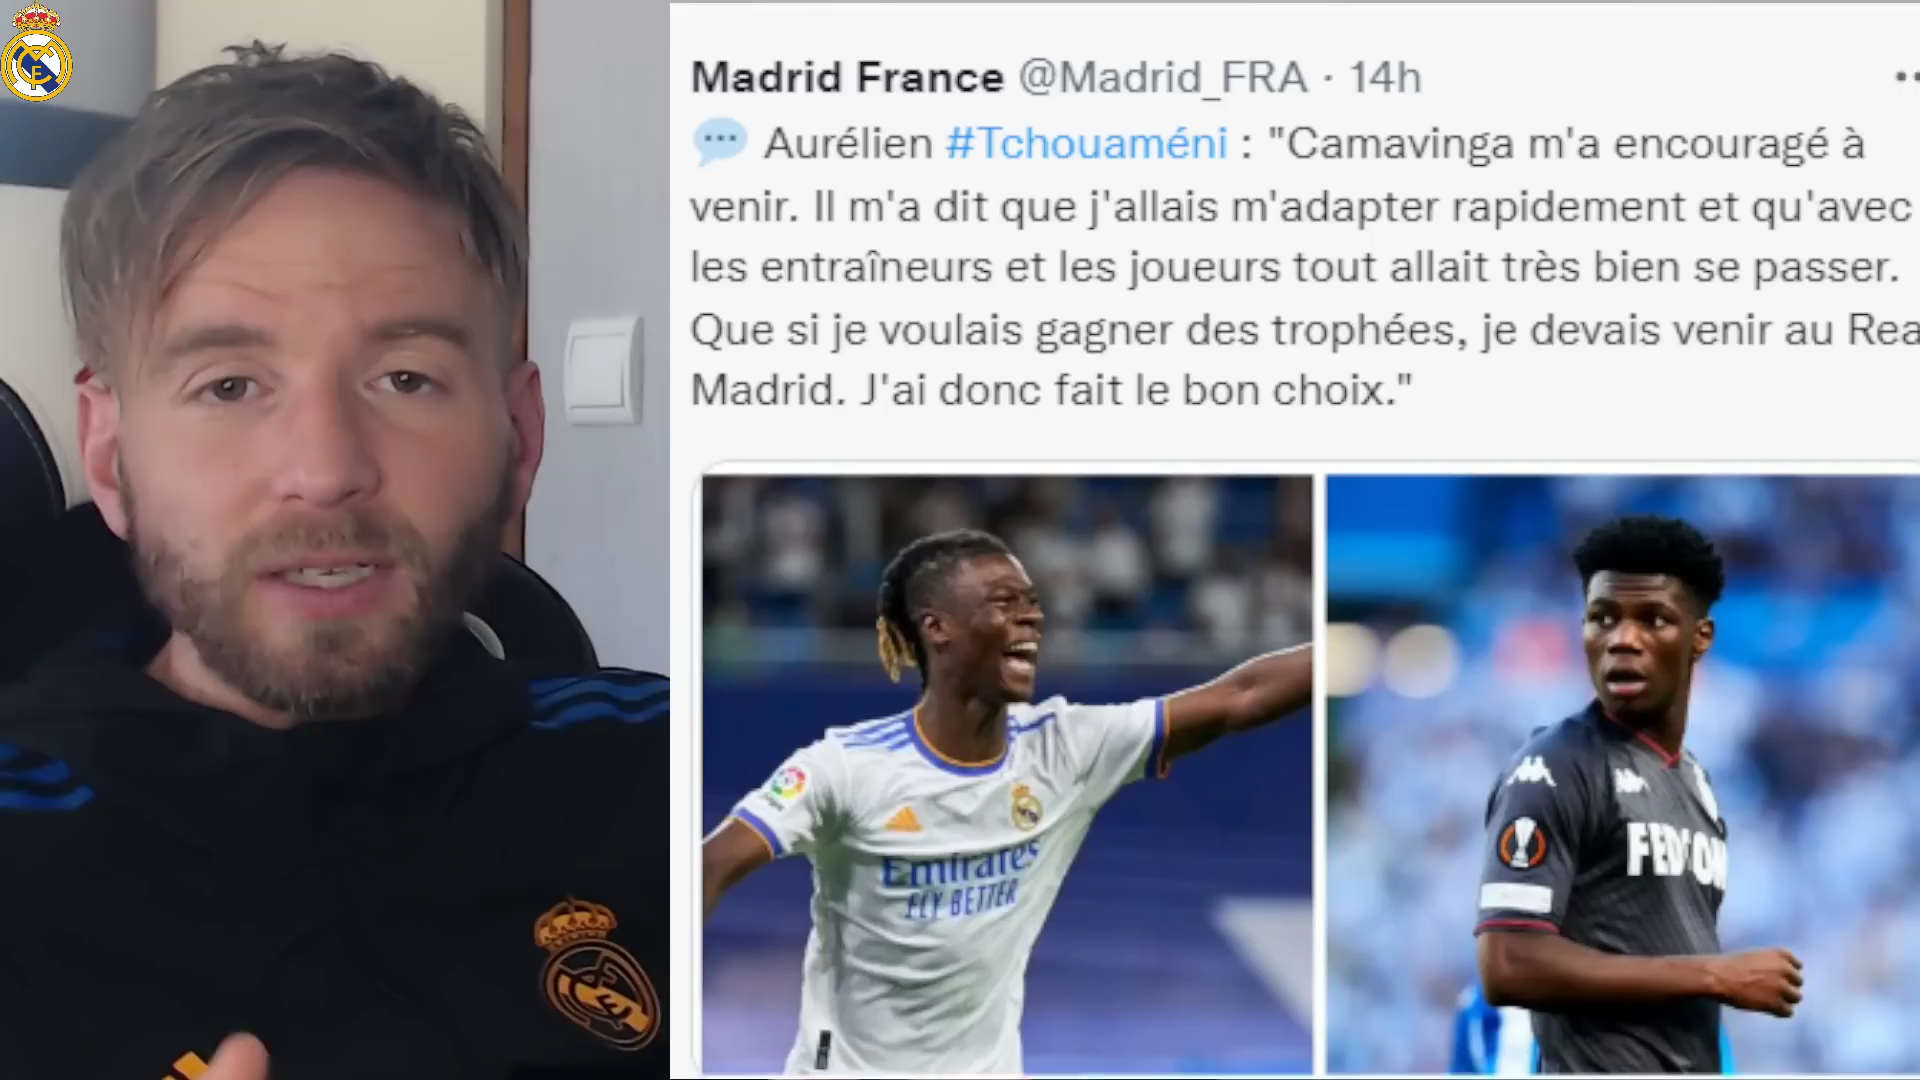 Madrid France @Madrid_FRA · 14h
Aurélien #Tchouaméni : "Camavinga m'a encouragé à
venir. Il m'a dit que j'allais m'adapter rapidement et qu'avec
les entraîneurs et les joueurs tout allait très bien se passer.
Que si je voulais gagner des trophées, je devais venir au Rea
Madrid. J'ai donc fait le bon choix."
Emirates
FLY BETTER